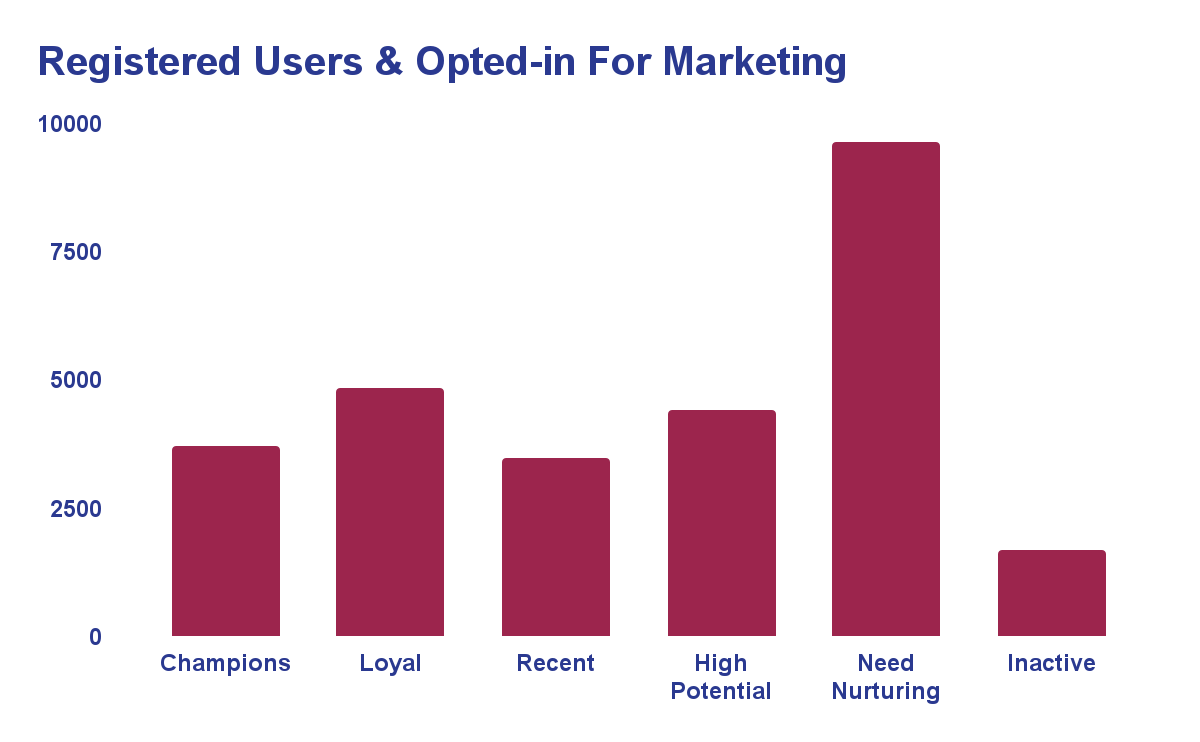 Registered Users & Opted-in For Marketing
10000
7500
5000
2500
0
Champions
Loyal
Recent
High
Potential
Need
Nurturing
Inactive